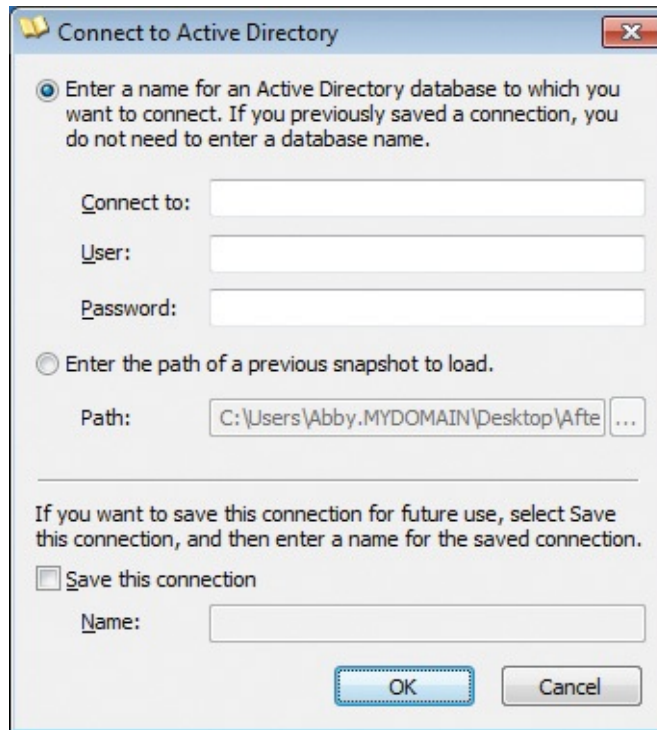 Connect to Active Directory
Enter a name for an Active Directory database to which you
want to connect. If you previously saved a connection, you
do not need to enter a database name.
Connect to:
User:
Password:
Enter the path of a previous snapshot to load.
Path: C:\Users\Abby.MYDOMAIN\Desktop\Afte ...
If you want to save this connection for future use, select Save
this connection, and then enter a name for the saved connection.
Save this connection
Name:
OK Cancel